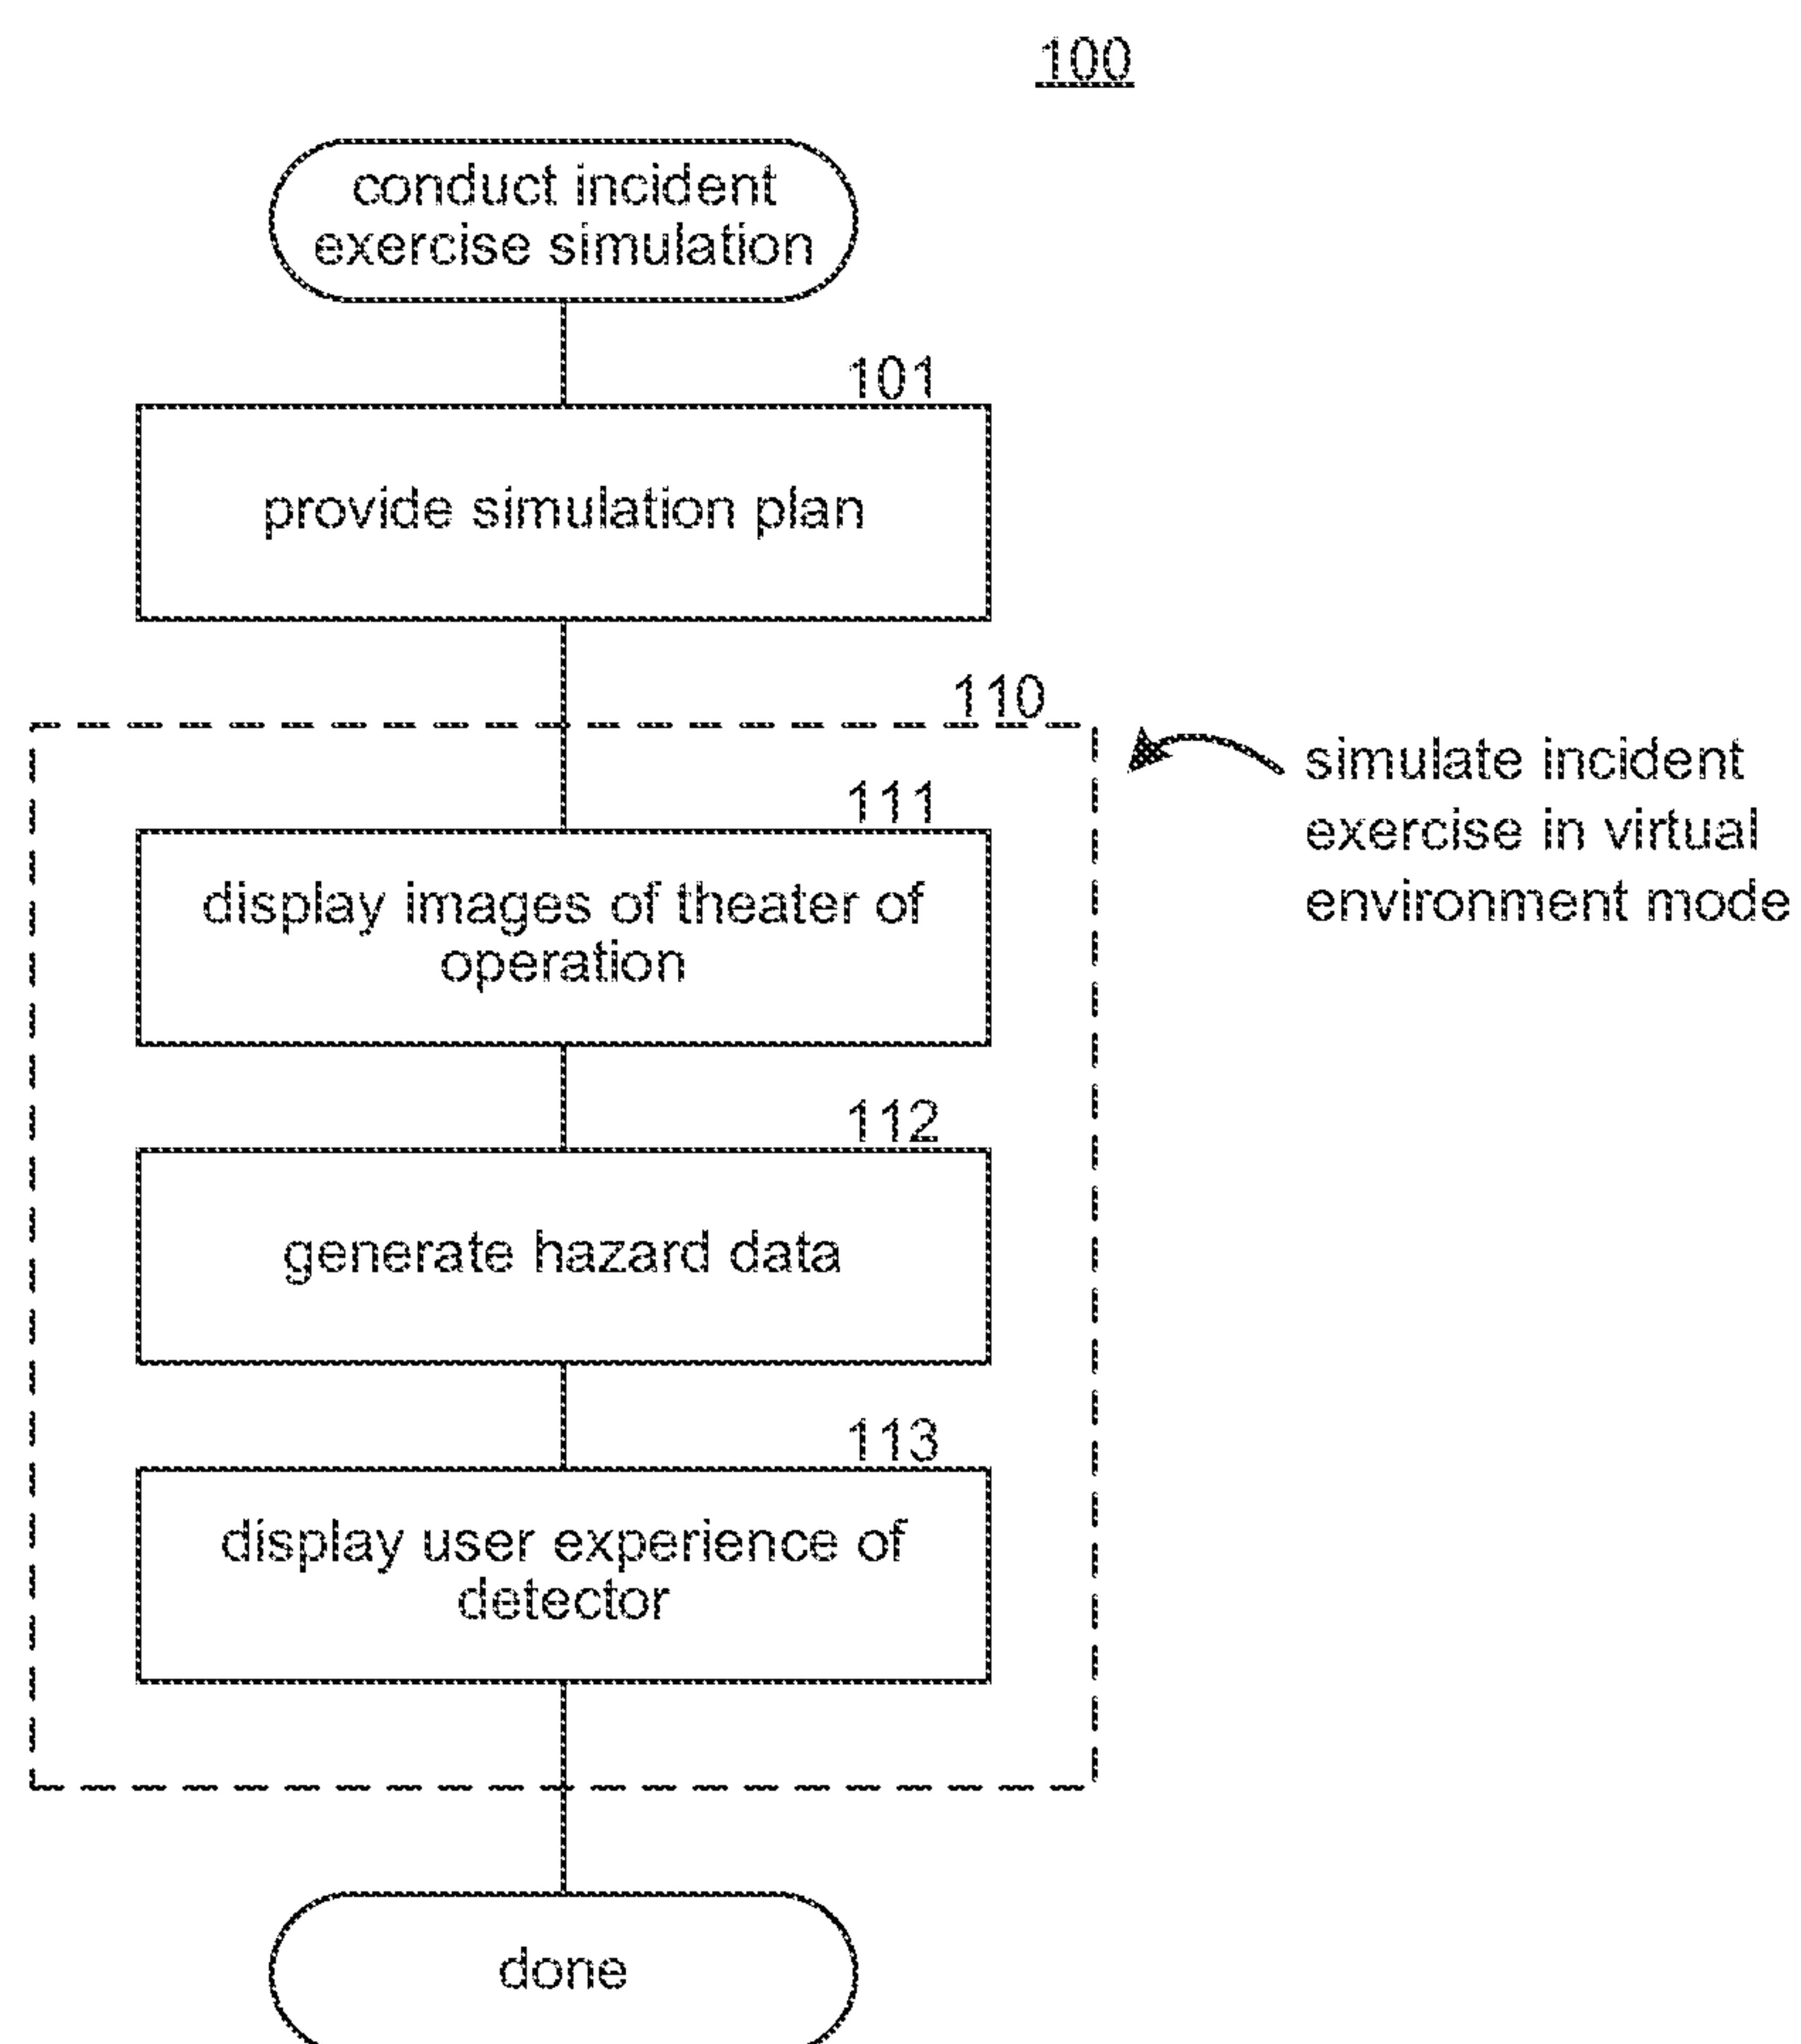 100
conduct incident
exercise simulation
101
provide simulation plan
110
simulate incident
exercise in virtual
environment mode
111
display images of theater of
operation
112
generate hazard data
113
display user experience of
detector
done